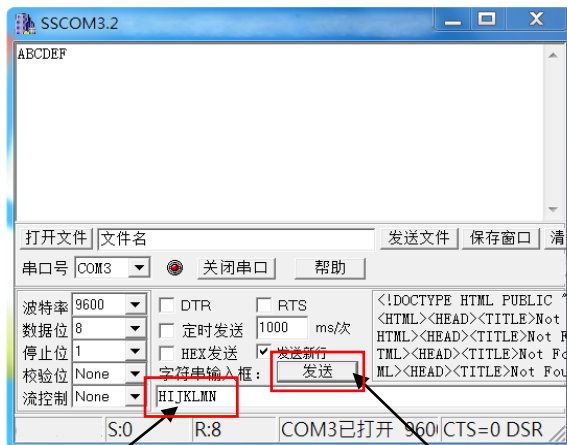 SSCOM3.2
ABCDEF
打开文件 文件名 发送文件 保存窗口 清
串口号 COM3 关闭串口 帮助
波特率 9600 DTR RTS
数据位 8 定时发送 1000 ms/次
停止位 1 HEX发送 发送新行
校验位 None 字符串输入框: 发送
流控制 None HIJKLMN
<!DOCTYPE HTML PUBLIC "
<HTML><HEAD><TITLE>Not
HTML><HEAD><TITLE>Not F
TML><HEAD><TITLE>Not Fo
ML><HEAD><TITLE>Not Fou
S:0 R:8 COM3已打开 960 CTS=0 DSR